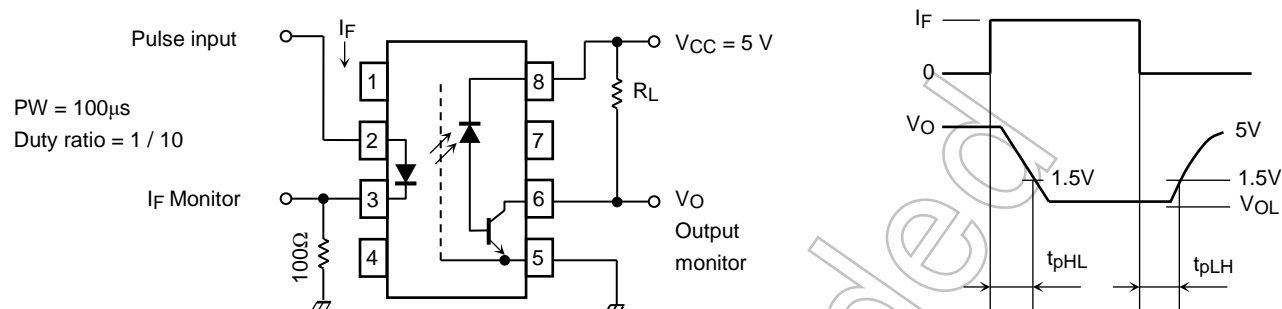 Pulse input
IF
VCC = 5 V
PW = 100μs
Duty ratio = 1 / 10
RL
IF Monitor
100Ω
VO
Output
monitor
1
2
3
4
8
7
6
5
IF
0
VO
5V
1.5V
1.5V
VOL
tpHL
tpLH
ded